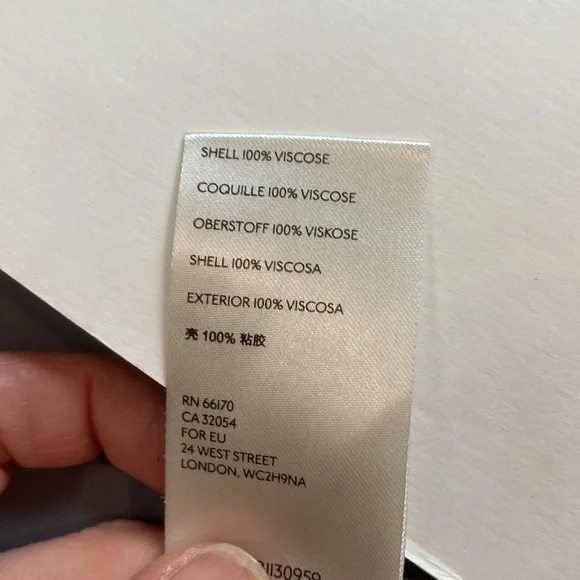 SHELL 100% VISCOSE
COQUILLE 100% VISCOSE
OBERSTOFF 100% VISKOSE
SHELL 100% VISCOSA
EXTERIOR 100% VISCOSA
壳 100% 粘胶
RN 66170
CA 32054
FOR EU
24 WEST STREET
LONDON, WC2H9NA